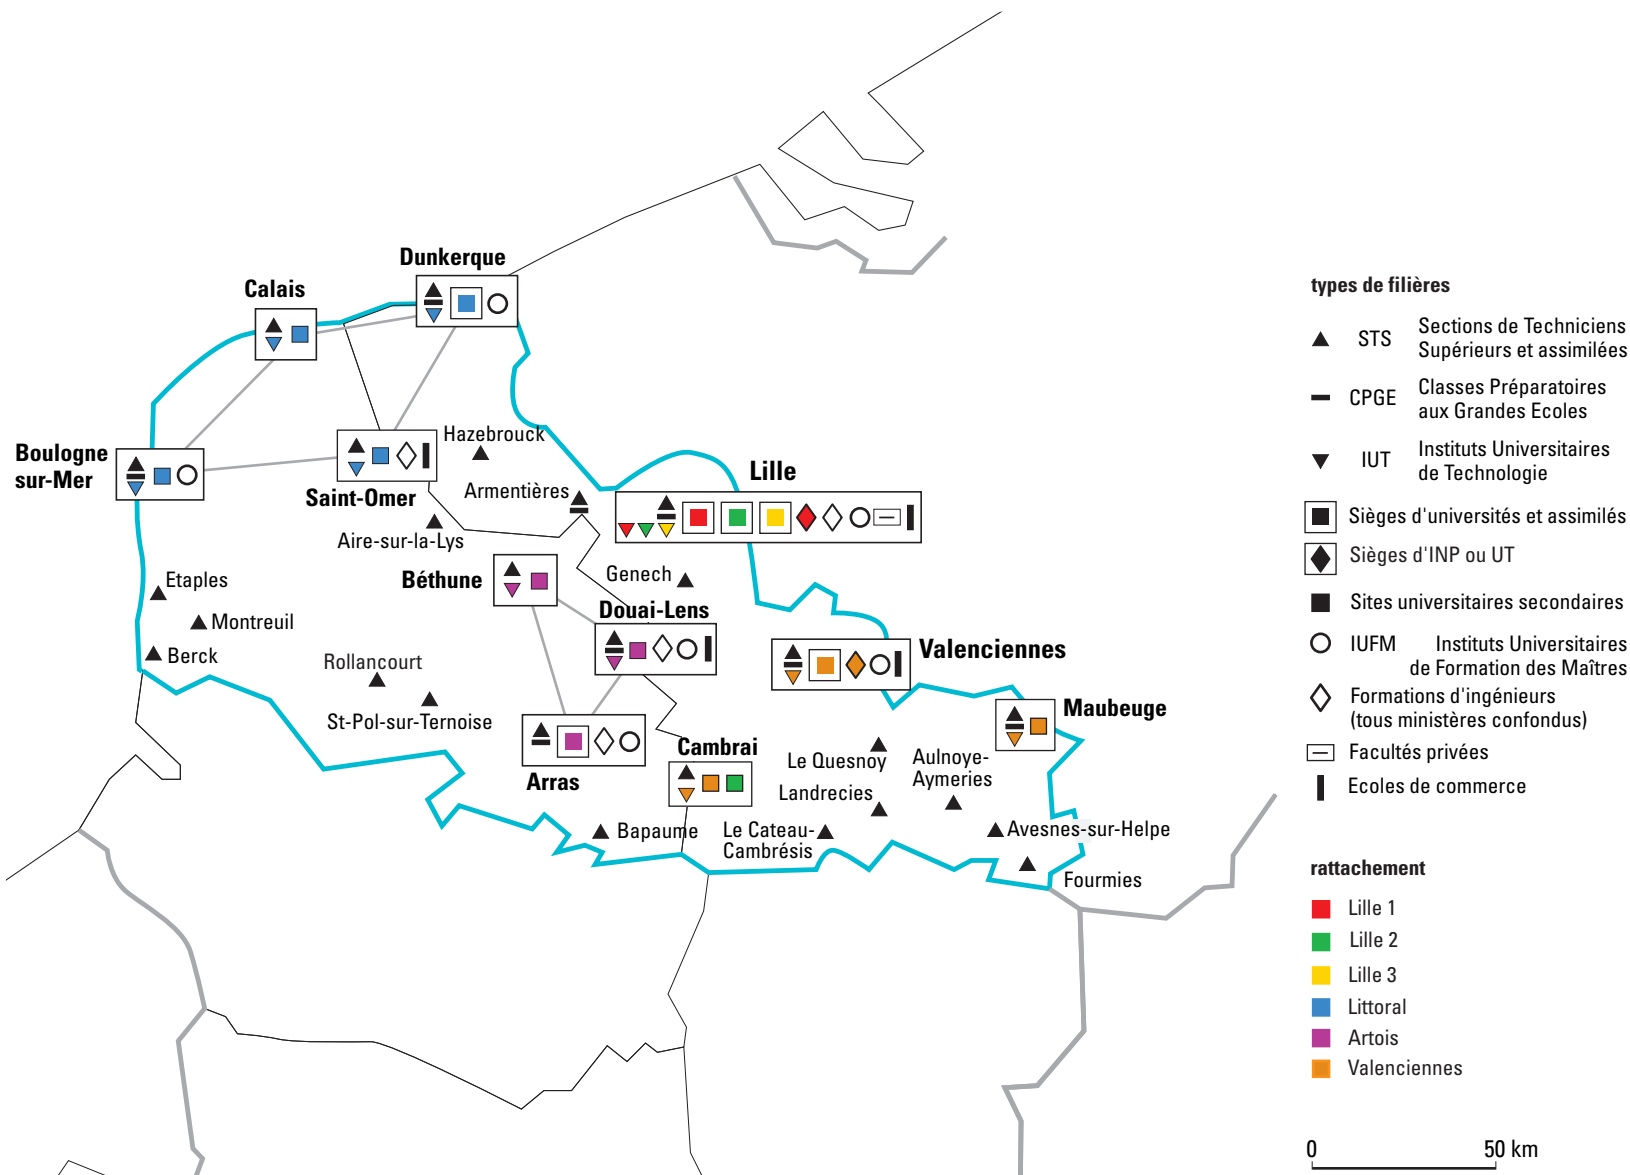 Dunkerque
Calais
Boulogne
sur-Mer
Saint-Omer
Hazebrouck
Armentières
Aire-sur-la-Lys
Lille
Béthune
Genech
Douai-Lens
Etaples
Montreuil
Berck
Rollancourt
St-Pol-sur-Ternoise
Arras
Valenciennes
Maubeuge
Cambrai
Le Quesnoy
Aulnoye-
Aymeries
Landrecies
Bapaume
Le Cateau-
Cambrésis
Avesnes-sur-Helpe
Fourmies
types de filières
STS Sections de Techniciens
Supérieurs et assimilées
CPGE Classes Préparatoires
aux Grandes Ecoles
IUT Instituts Universitaires
de Technologie
Sièges d'universités et assimilés
Sièges d'INP ou UT
Sites universitaires secondaires
IUFM Instituts Universitaires
de Formation des Maîtres
Formations d'ingénieurs
(tous ministères confondus)
Facultés privées
Ecoles de commerce
rattachement
Lille 1
Lille 2
Lille 3
Littoral
Artois
Valenciennes
0 50 km